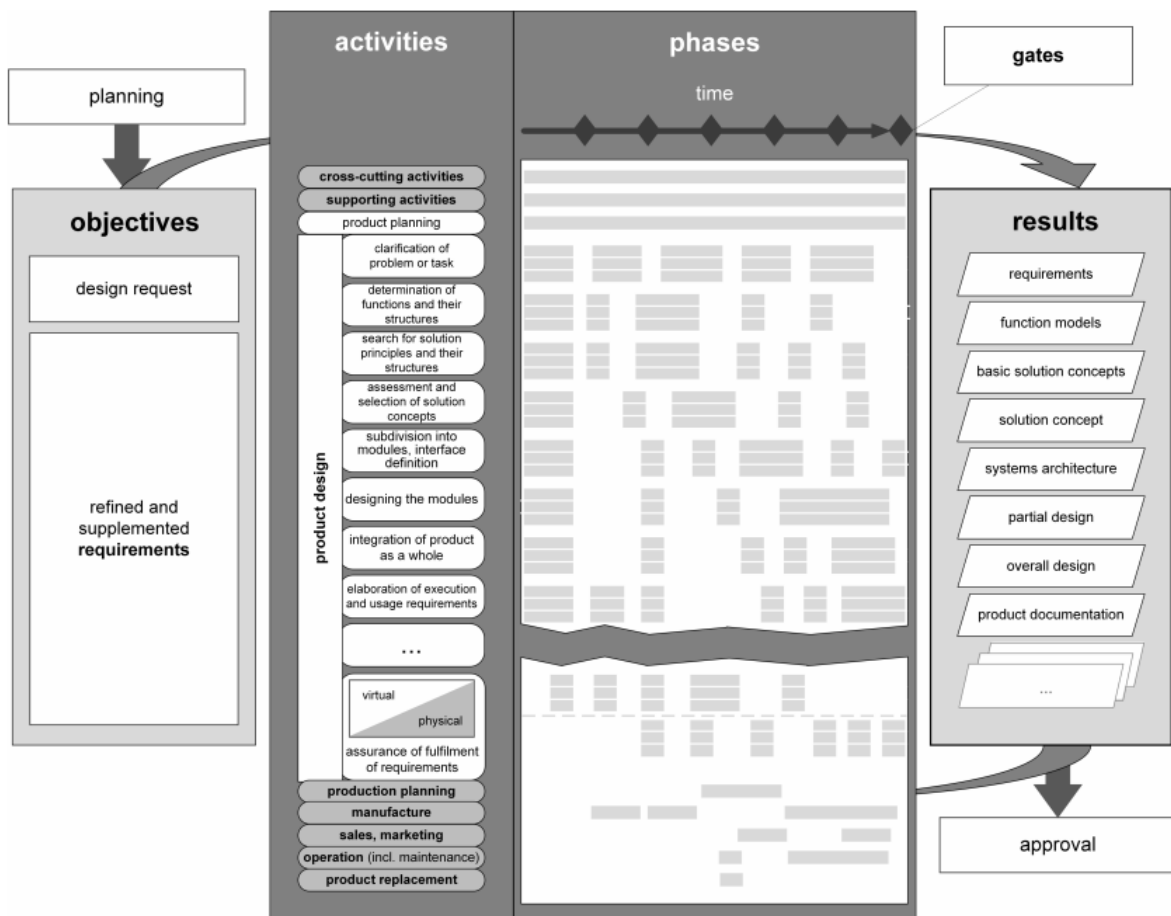 activities
phases
gates
planning
time
objectives
design request
refined and
supplemented
requirements
cross-cutting activities
supporting activities
product planning
product design
clarification of
problem or task
determination of
functions and their
structures
search for solution
principles and their
structures
assessment and
selection of solution
concepts
subdivision into
modules, interface
definition
designing the modules
integration of product
as a whole
elaboration of execution
and usage requirements
...
virtual
physical
assurance of fulfilment
of requirements
production planning
manufacture
sales, marketing
operation (incl. maintenance)
product replacement
results
requirements
function models
basic solution concepts
solution concept
systems architecture
partial design
overall design
product documentation
...
approval